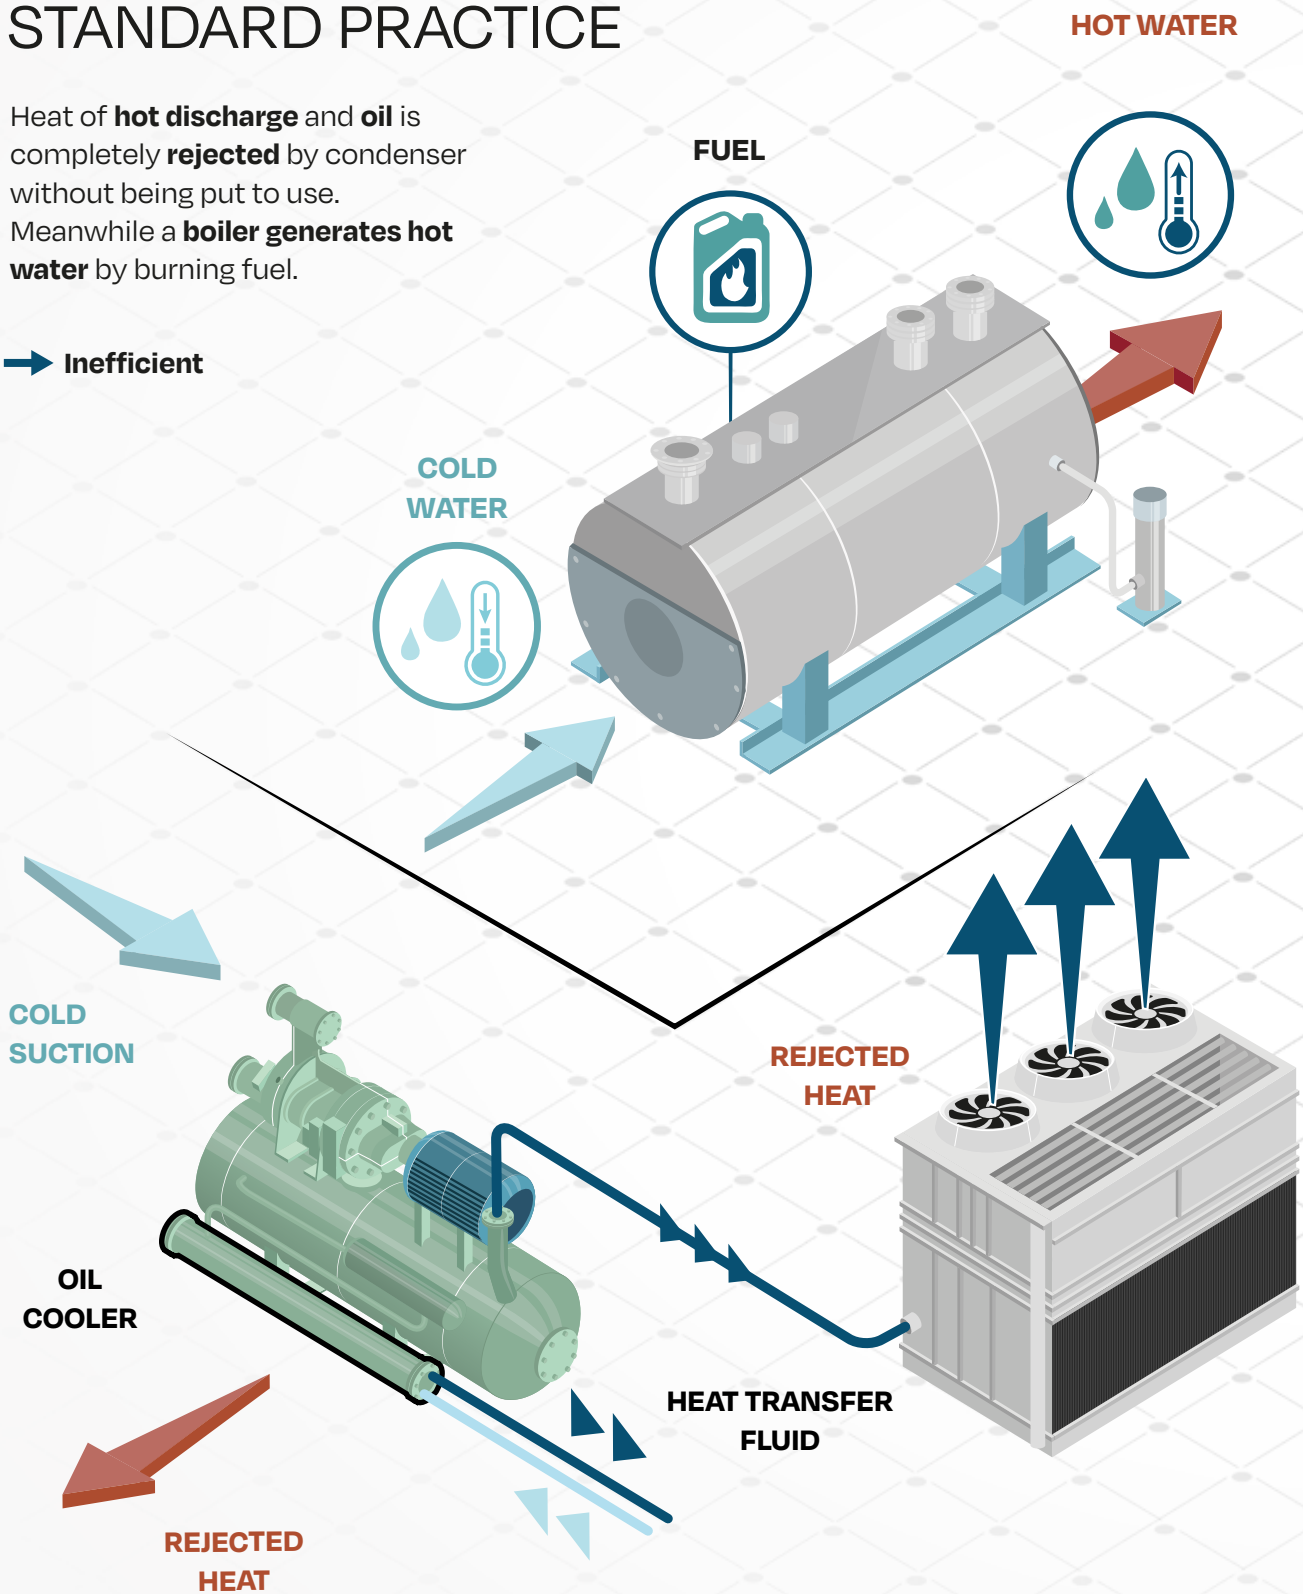 STANDARD PRACTICE
HOT WATER
Heat of hot discharge and oil is
completely rejected by condenser
without being put to use.
Meanwhile a boiler generates hot
water by burning fuel.
FUEL
Inefficient
COLD
WATER
COLD
SUCTION
REJECTED
HEAT
OIL
COOLER
HEAT TRANSFER
FLUID
REJECTED
HEAT